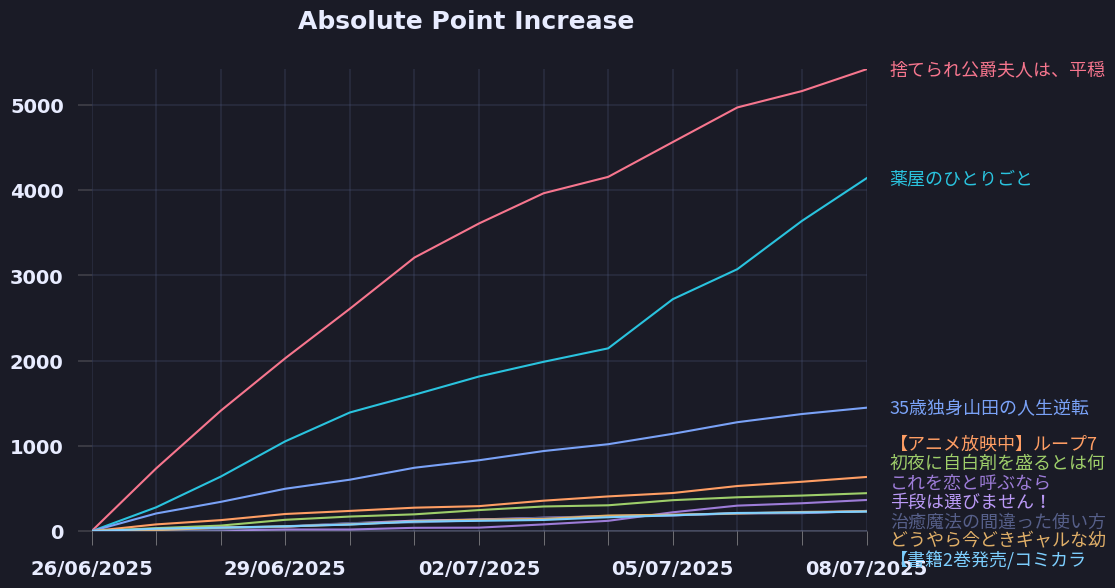 Absolute Point Increase
5000
4000
3000
2000
1000
0
26/06/2025
29/06/2025
02/07/2025
05/07/2025
08/07/2025
捨てられ公爵夫人は、平穏
薬屋のひとりごと
35歳独身山田の人生逆転
【アニメ放映中】ループ7
初夜に自白剤を盛るとは何
これを恋と呼ぶなら
手段は選びません！
治癒魔法の間違った使い方
どうやら今どきギャルな幼
【書籍2巻発売/コミカラ